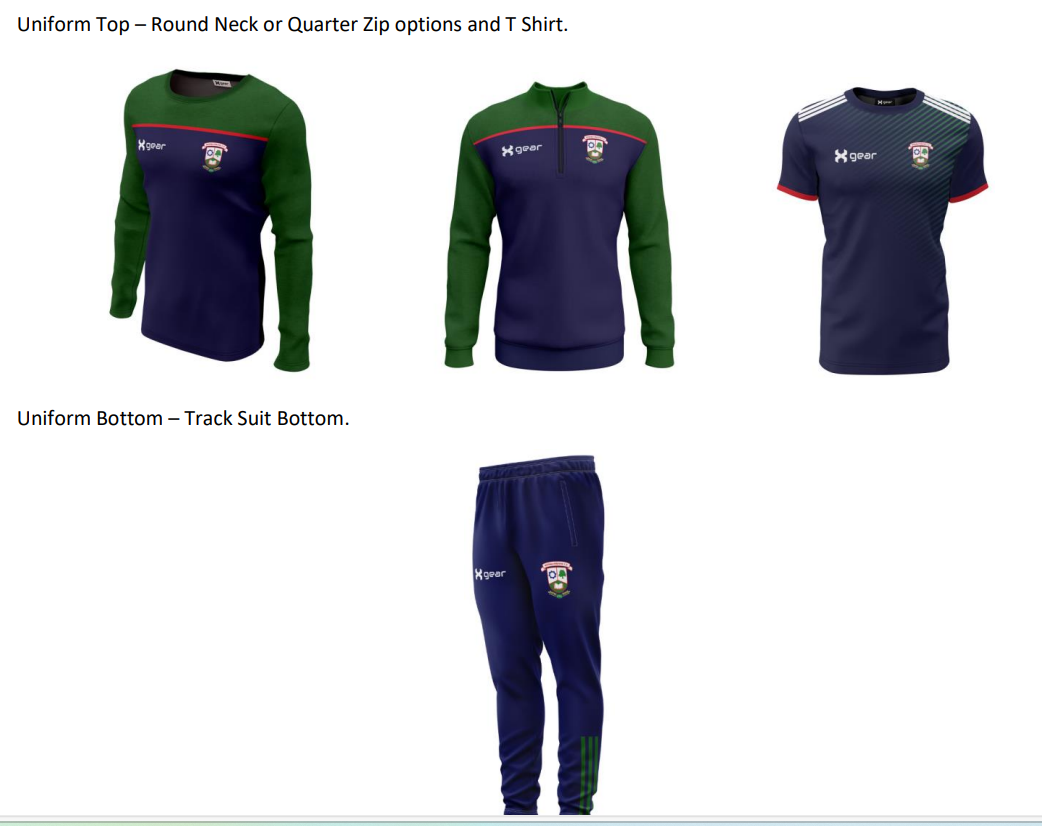 Uniform Top – Round Neck or Quarter Zip options and T Shirt.
gear
gear
gear
Uniform Bottom – Track Suit Bottom.
gear